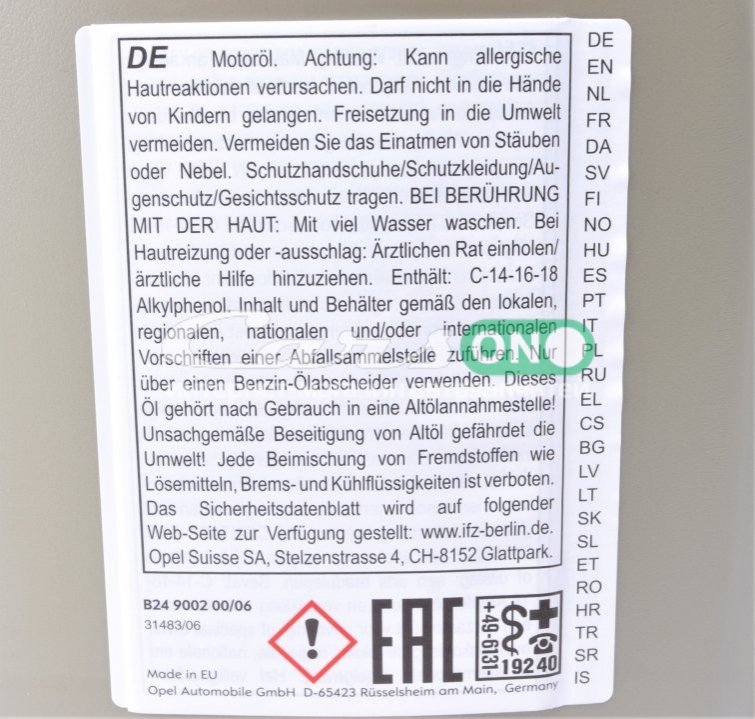 DE Motoröl. Achtung: Kann allergische
Hautreaktionen verursachen. Darf nicht in die Hände
von Kindern gelangen. Freisetzung in die Umwelt
vermeiden. Vermeiden Sie das Einatmen von Stäuben
oder Nebel. Schutzhandschuhe/Schutzkleidung/Au-
genschutz/Gesichtsschutz tragen. BEI BERÜHRUNG
MIT DER HAUT: Mit viel Wasser waschen. Bei
Hautreizung oder -ausschlag: Ärztlichen Rat einholen/
ärztliche Hilfe hinzuziehen. Enthält: C-14-16-18
Alkylphenol. Inhalt und Behälter gemäß den lokalen,
regionalen, nationalen und/oder internationalen
Vorschriften einer Abfallsammelstelle zuführen. Nur
über einen Benzin-Ölabscheider verwenden. Dieses
Öl gehört nach Gebrauch in eine Altölannahmestelle!
Unsachgemäße Beseitigung von Altöl gefährdet die
Umwelt! Jede Beimischung von Fremdstoffen wie
Lösemitteln, Brems- und Kühlflüssigkeiten ist verboten.
Das Sicherheitsdatenblatt wird auf folgender
Web-Seite zur Verfügung gestellt: www.ifz-berlin.de.
Opel Suisse SA, Stelzenstrasse 4, CH-8152 Glattpark.
DE
EN
NL
FR
DA
SV
FI
NO
HU
ES
PT
IT
PL
RU
EL
CS
BG
LV
LT
SK
SL
ET
RO
HR
TR
SR
IS
CarsON
B24 9002 00/06
31483/06
EAC
+49-6131-
19240
Made in EU
Opel Automobile GmbH D-65423 Rüsselsheim am Main, Germany